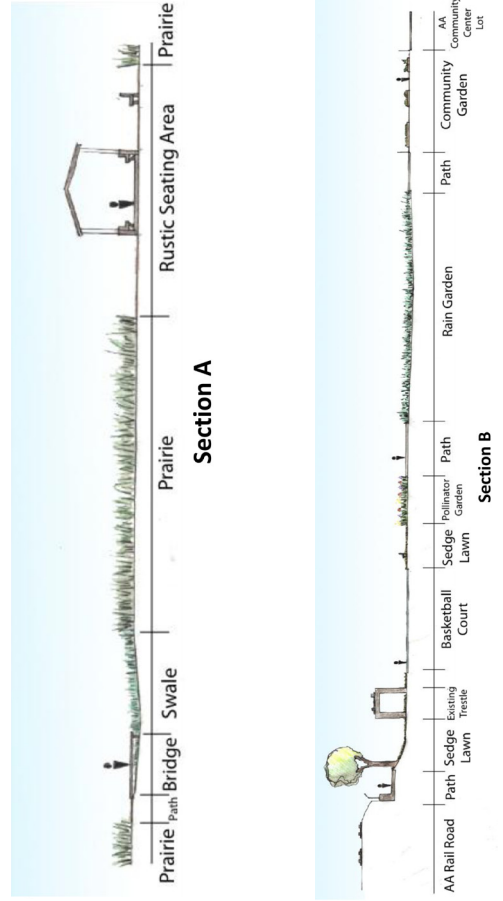 Prairie
Path
Bridge
Swale
Prairie
Rustic Seating Area
Prairie
Section A
AA Rail Road
Path
Sedge
Lawn
Existing
Trestle
Basketball
Court
Sedge
Lawn
Pollinator
Garden
Path
Rain Garden
Path
Community
Garden
AA
Community
Center
Lot
Section B